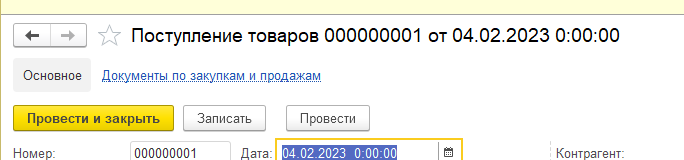 Поступление товаров 000000001 от 04.02.2023 0:00:00
Основное Документы по закупкам и продажам
Провести и закрыть Записать Провести
Номер: 000000001 Дата: 04.02.2023 0:00:00 Контрагент: